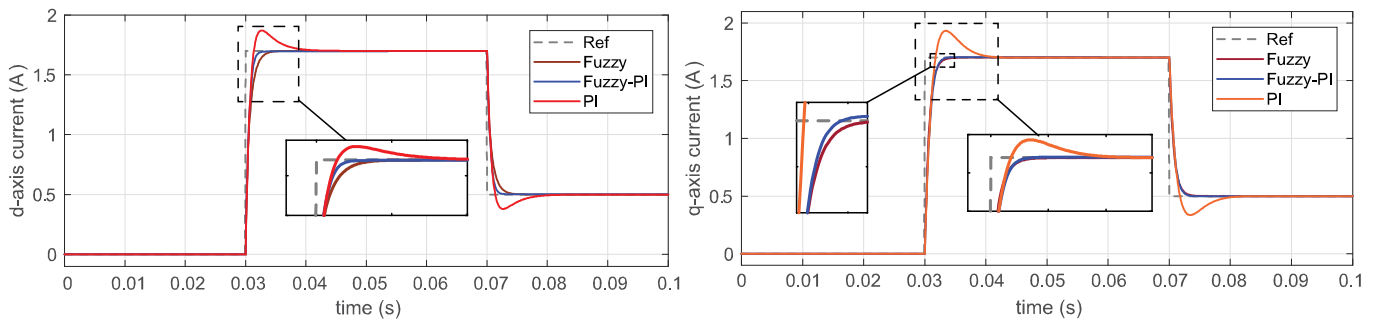 2
1.5
1
0.5
0
d-axis current (A )
Ref
Fuzzy
Fuzzy-PI
PI
0 0.01 0.02 0.03 0.04 0.05 0.06 0.07 0.08 0.09 0.1
time (s)
2
1.5
1
0.5
0
q-axis current (A)
Ref
Fuzzy
Fuzzy-PI
PI
0 0.01 0.02 0.03 0.04 0.05 0.06 0.07 0.08 0.09 0.1
time (s)